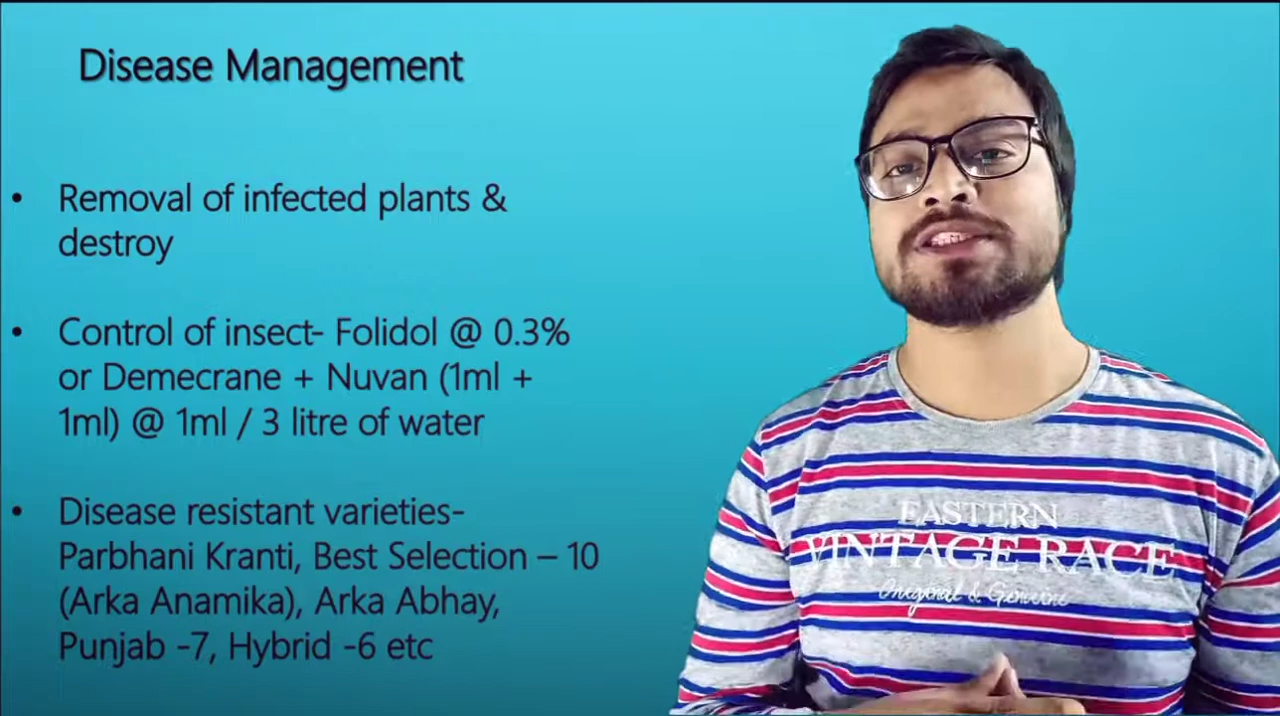 Disease Management
• Removal of infected plants &
destroy
• Control of insect- Folidol @ 0.3%
or Demecrane + Nuvan (1ml +
1ml) @ 1ml / 3 litre of water
• Disease resistant varieties-
Parbhani Kranti, Best Selection – 10
(Arka Anamika), Arka Abhay,
Punjab -7, Hybrid -6 etc
EASTERN
VINTAGE RACE
Original & Genuine